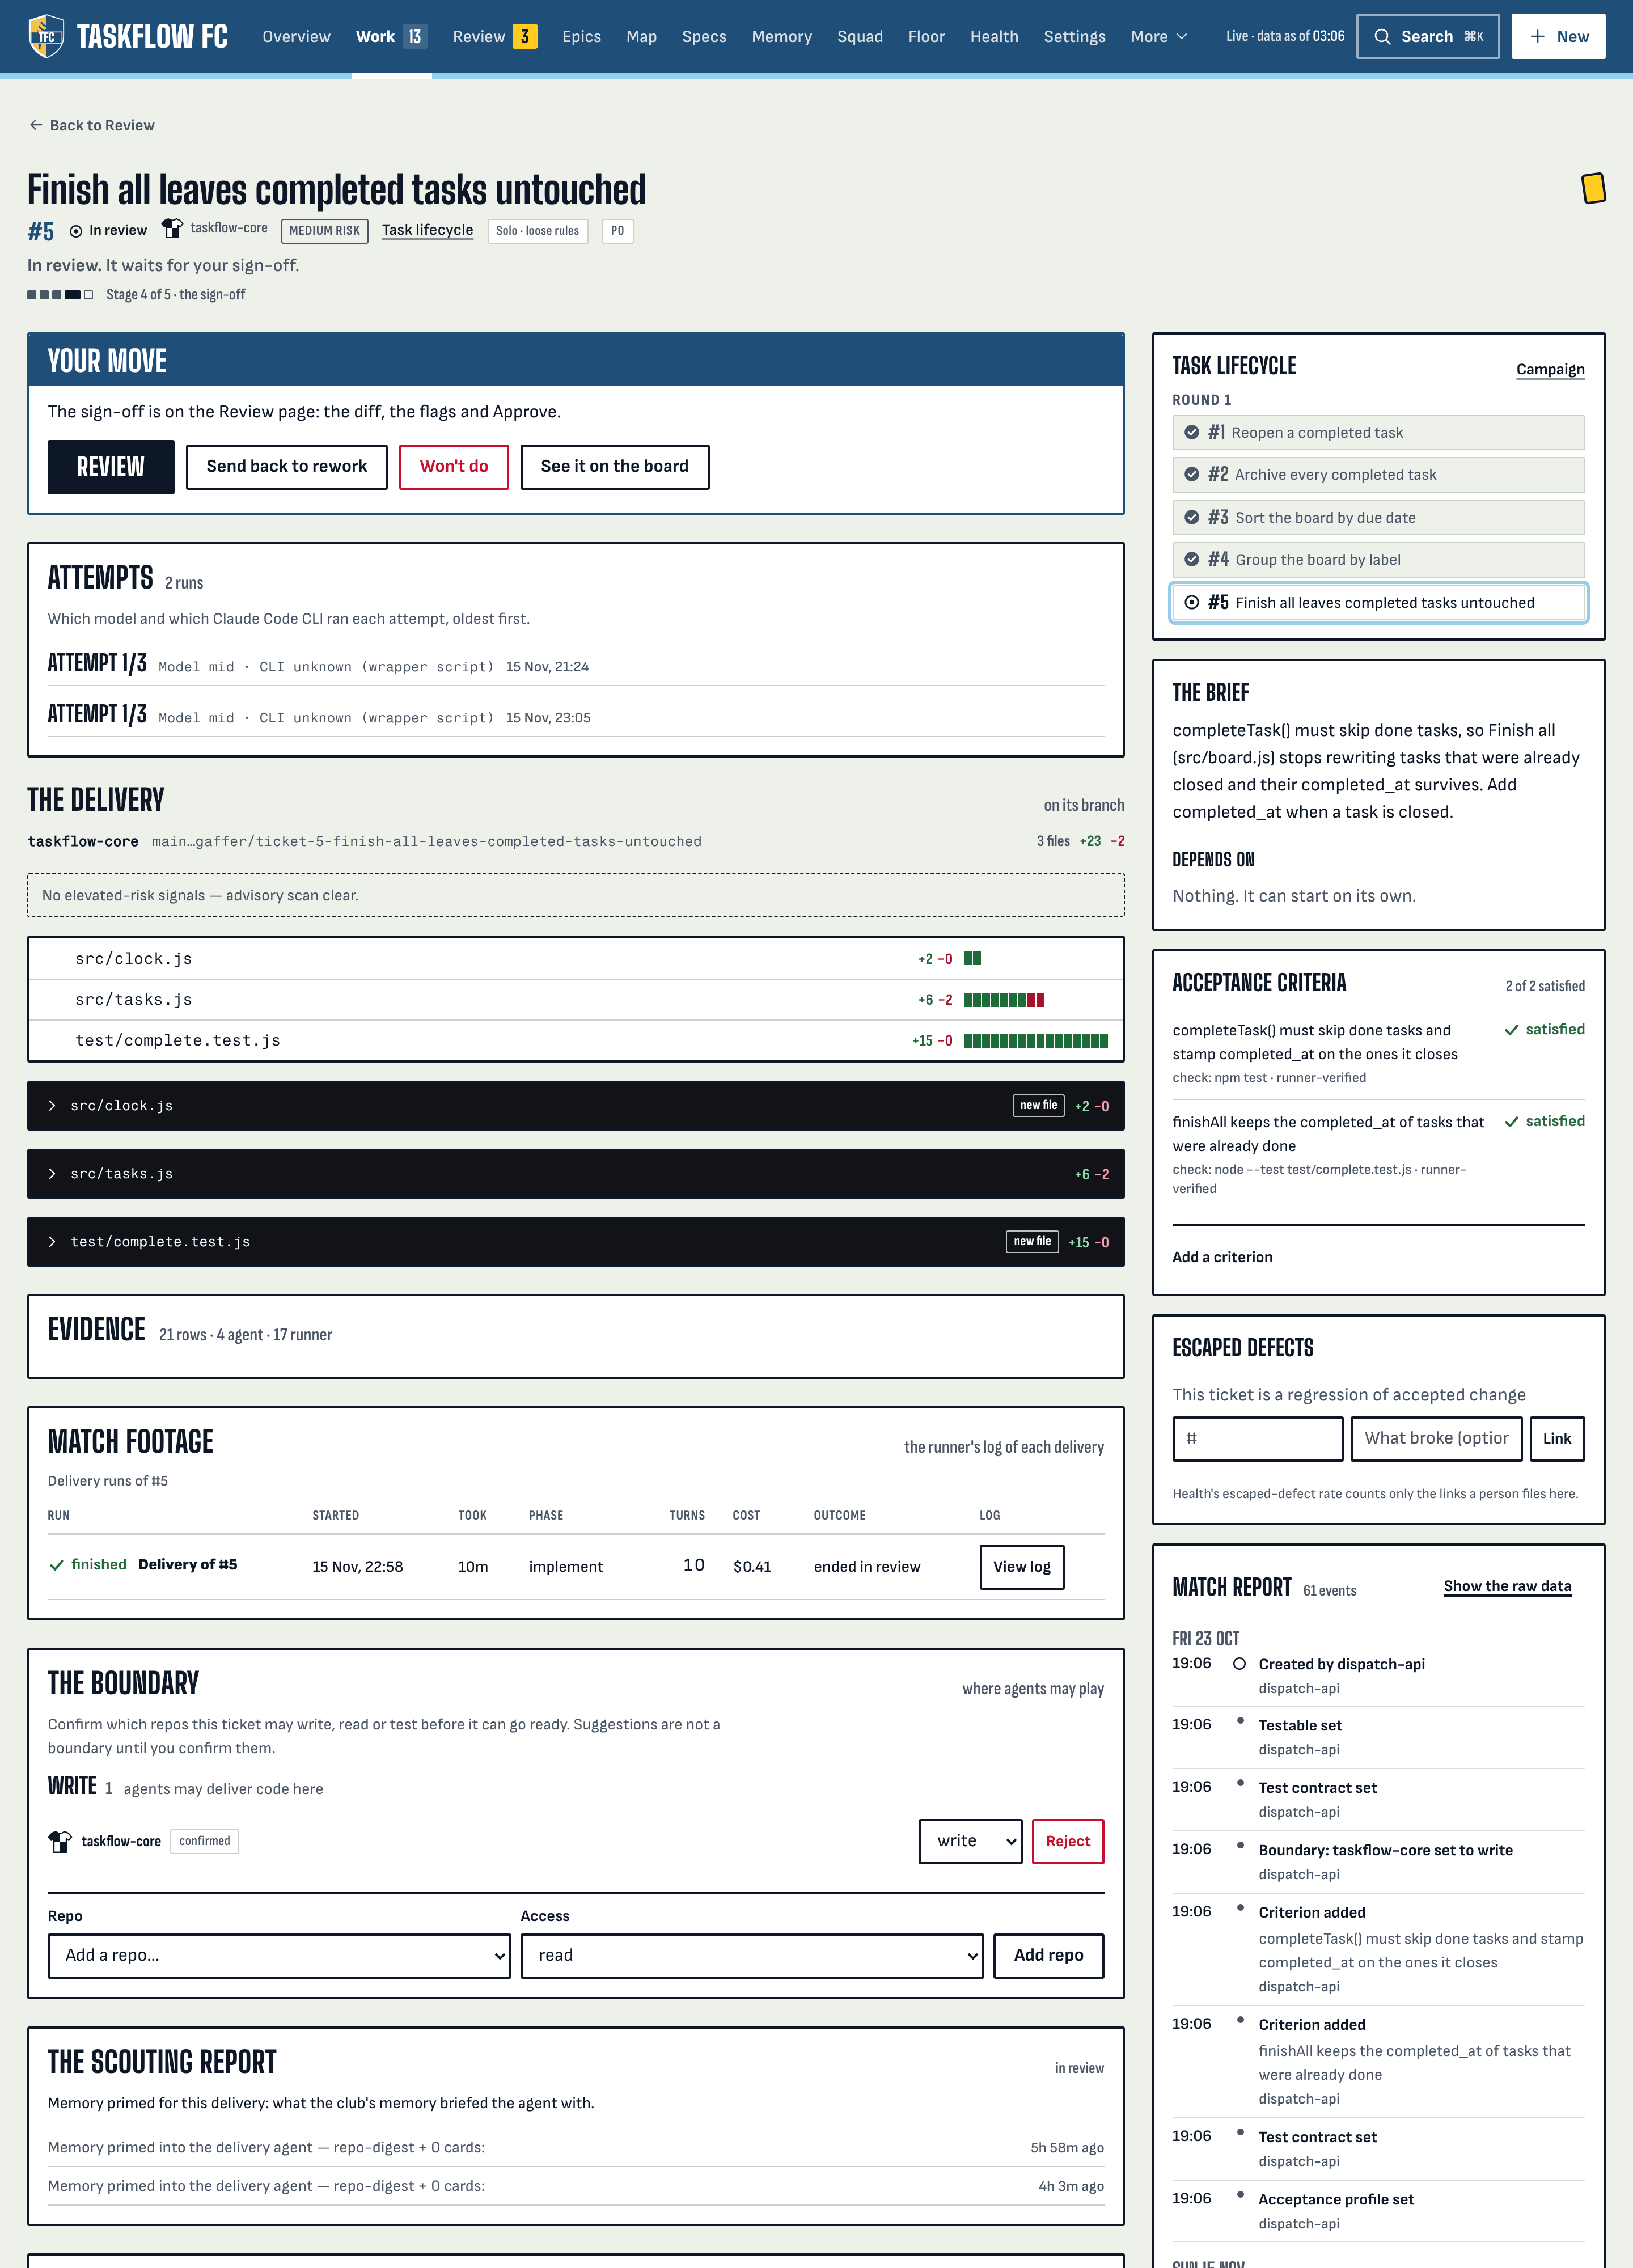 TFC
TASKFLOW FC
Overview
Work 13
Review 3
Epics
Map
Specs
Memory
Squad
Floor
Health
Settings
More
Live · data as of 03:06
Search ⌘K
+ New
← Back to Review
Finish all leaves completed tasks untouched
#5 In review taskflow-core MEDIUM RISK Task lifecycle Solo · loose rules P0
In review. It waits for your sign-off.
Stage 4 of 5 · the sign-off
YOUR MOVE
The sign-off is on the Review page: the diff, the flags and Approve.
REVIEW
Send back to rework
Won't do
See it on the board
ATTEMPTS 2 runs
Which model and which Claude Code CLI ran each attempt, oldest first.
ATTEMPT 1/3 Model mid · CLI unknown (wrapper script) 15 Nov, 21:24
ATTEMPT 1/3 Model mid · CLI unknown (wrapper script) 15 Nov, 23:05
THE DELIVERY on its branch
taskflow-core main…gaffer/ticket-5-finish-all-leaves-completed-tasks-untouched 3 files +23 -2
No elevated-risk signals — advisory scan clear.
src/clock.js +2 -0
src/tasks.js +6 -2
test/complete.test.js +15 -0
src/clock.js new file +2 -0
src/tasks.js +6 -2
test/complete.test.js new file +15 -0
EVIDENCE 21 rows · 4 agent · 17 runner
MATCH FOOTAGE the runner's log of each delivery
Delivery runs of #5
RUN STARTED TOOK PHASE TURNS COST OUTCOME LOG
finished Delivery of #5 15 Nov, 22:58 10m implement 10 $0.41 ended in review View log
THE BOUNDARY where agents may play
Confirm which repos this ticket may write, read or test before it can go ready. Suggestions are not a
boundary until you confirm them.
WRITE 1 agents may deliver code here
taskflow-core confirmed write Reject
Repo Access
Add a repo... read Add repo
THE SCOUTING REPORT in review
Memory primed for this delivery: what the club's memory briefed the agent with.
Memory primed into the delivery agent — repo-digest + 0 cards: 5h 58m ago
Memory primed into the delivery agent — repo-digest + 0 cards: 4h 3m ago
TASK LIFECYCLE Campaign
ROUND 1
#1 Reopen a completed task
#2 Archive every completed task
#3 Sort the board by due date
#4 Group the board by label
#5 Finish all leaves completed tasks untouched
THE BRIEF
completeTask() must skip done tasks, so Finish all
(src/board.js) stops rewriting tasks that were already
closed and their completed_at survives. Add
completed_at when a task is closed.
DEPENDS ON
Nothing. It can start on its own.
ACCEPTANCE CRITERIA 2 of 2 satisfied
completeTask() must skip done tasks and satisfied
stamp completed_at on the ones it closes
check: npm test · runner-verified
finishAll keeps the completed_at of tasks that satisfied
were already done
check: node --test test/complete.test.js · runner-
verified
Add a criterion
ESCAPED DEFECTS
This ticket is a regression of accepted change
# What broke (optior Link
Health's escaped-defect rate counts only the links a person files here.
MATCH REPORT 61 events Show the raw data
FRI 23 OCT
19:06 Created by dispatch-api
dispatch-api
19:06 Testable set
dispatch-api
19:06 Test contract set
dispatch-api
19:06 Boundary: taskflow-core set to write
dispatch-api
19:06 Criterion added
completeTask() must skip done tasks and stamp
completed_at on the ones it closes
dispatch-api
19:06 Criterion added
finishAll keeps the completed_at of tasks that
were already done
dispatch-api
19:06 Test contract set
dispatch-api
19:06 Acceptance profile set
dispatch-api
SUN 15 NOV